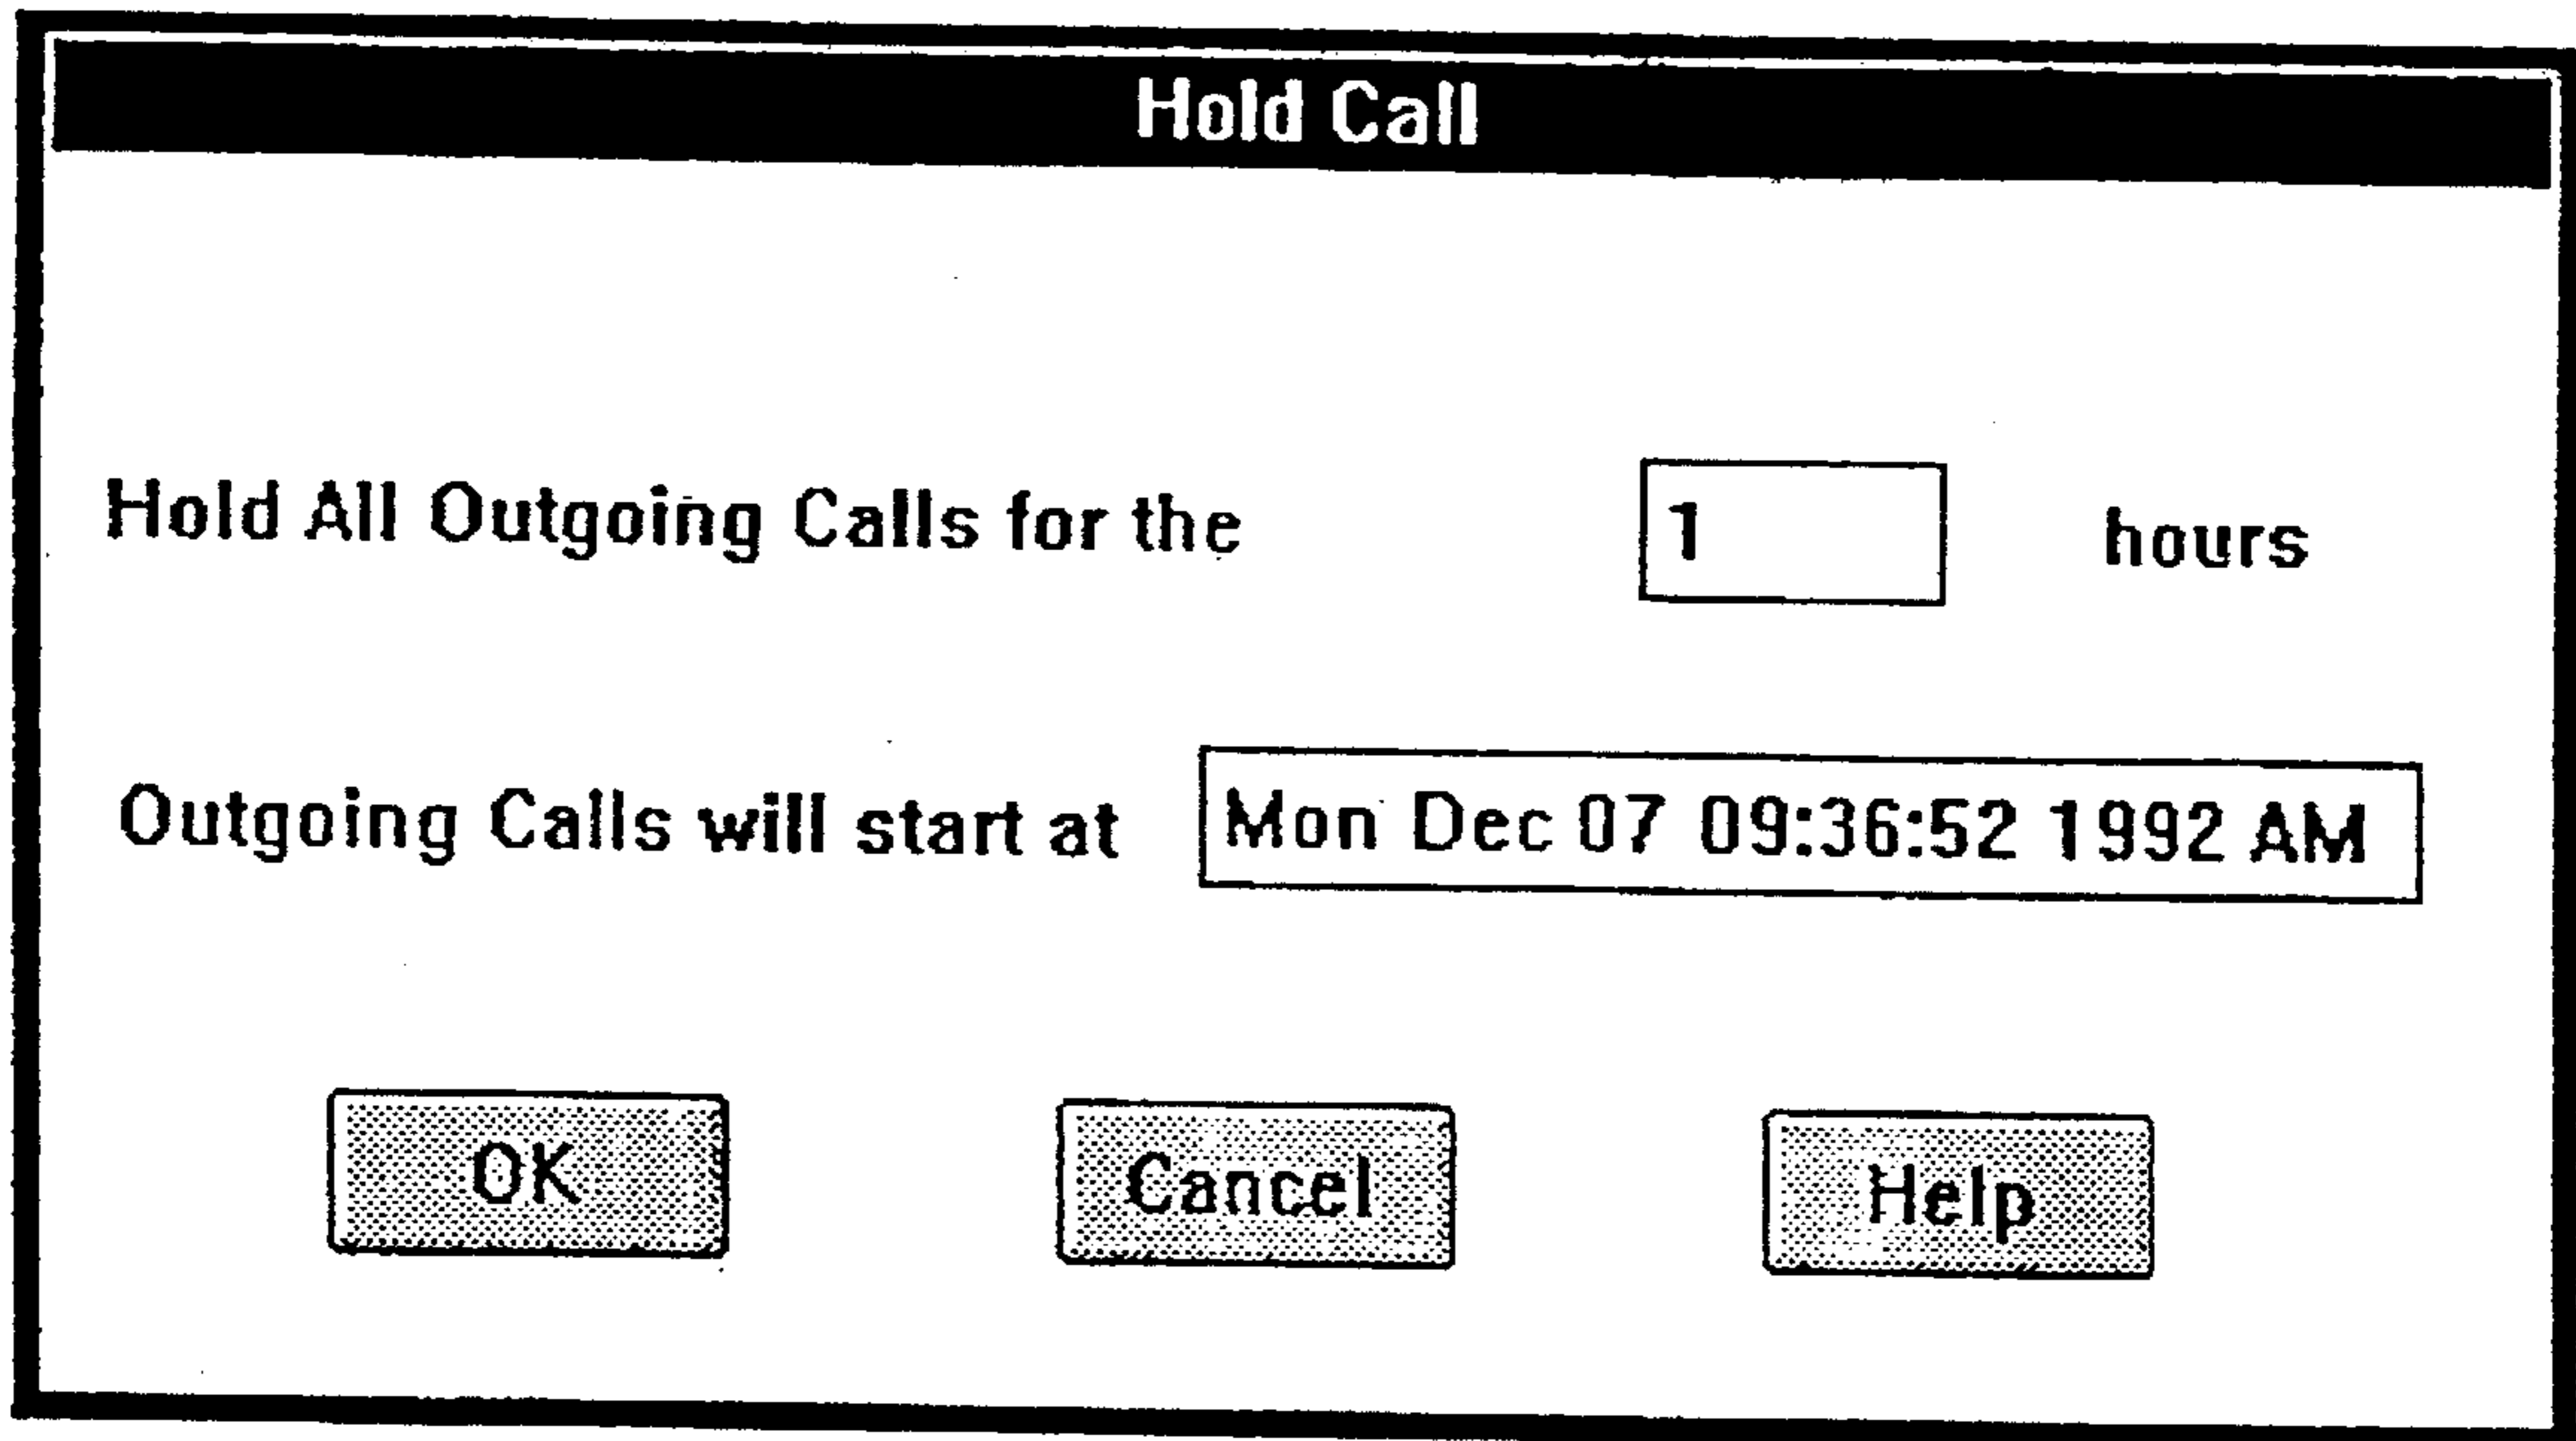 Hold Call
Hold All Outgoing Calls for the 1 hours
Outgoing Calls will start at Mon Dec 07 09:36:52 1992 AM
OK Cancel Help